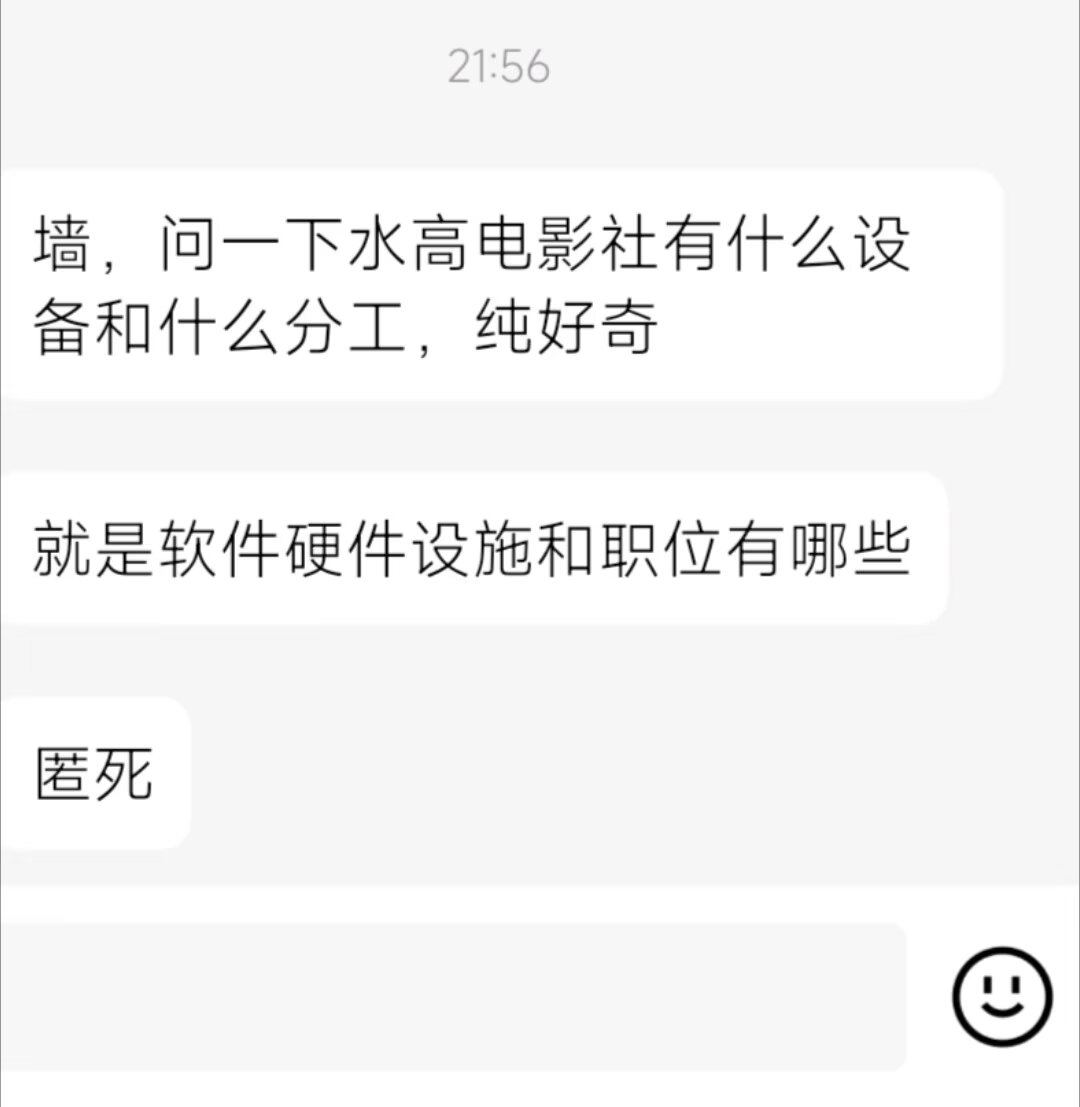 21:56
墙，问一下水高电影社有什么设
备和什么分工，纯好奇
就是软件硬件设施和职位有哪些
匿死